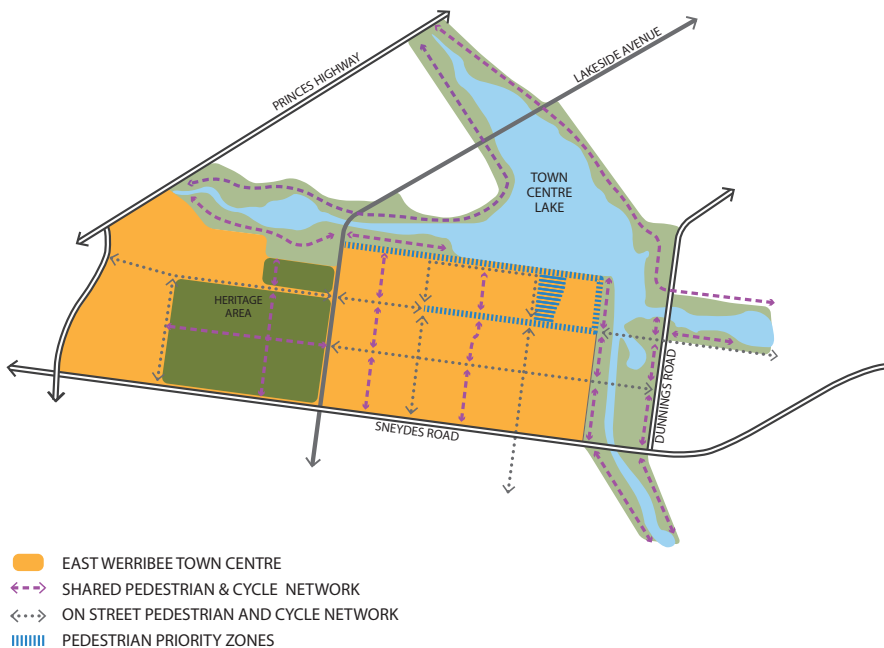 PRINCES HIGHWAY
LAKESIDE AVENUE
TOWN
CENTRE
LAKE
HERITAGE
AREA
DUNNINGS ROAD
SNEYDES ROAD
EAST WERRIBEE TOWN CENTRE
SHARED PEDESTRIAN & CYCLE NETWORK
ON STREET PEDESTRIAN AND CYCLE NETWORK
PEDESTRIAN PRIORITY ZONES